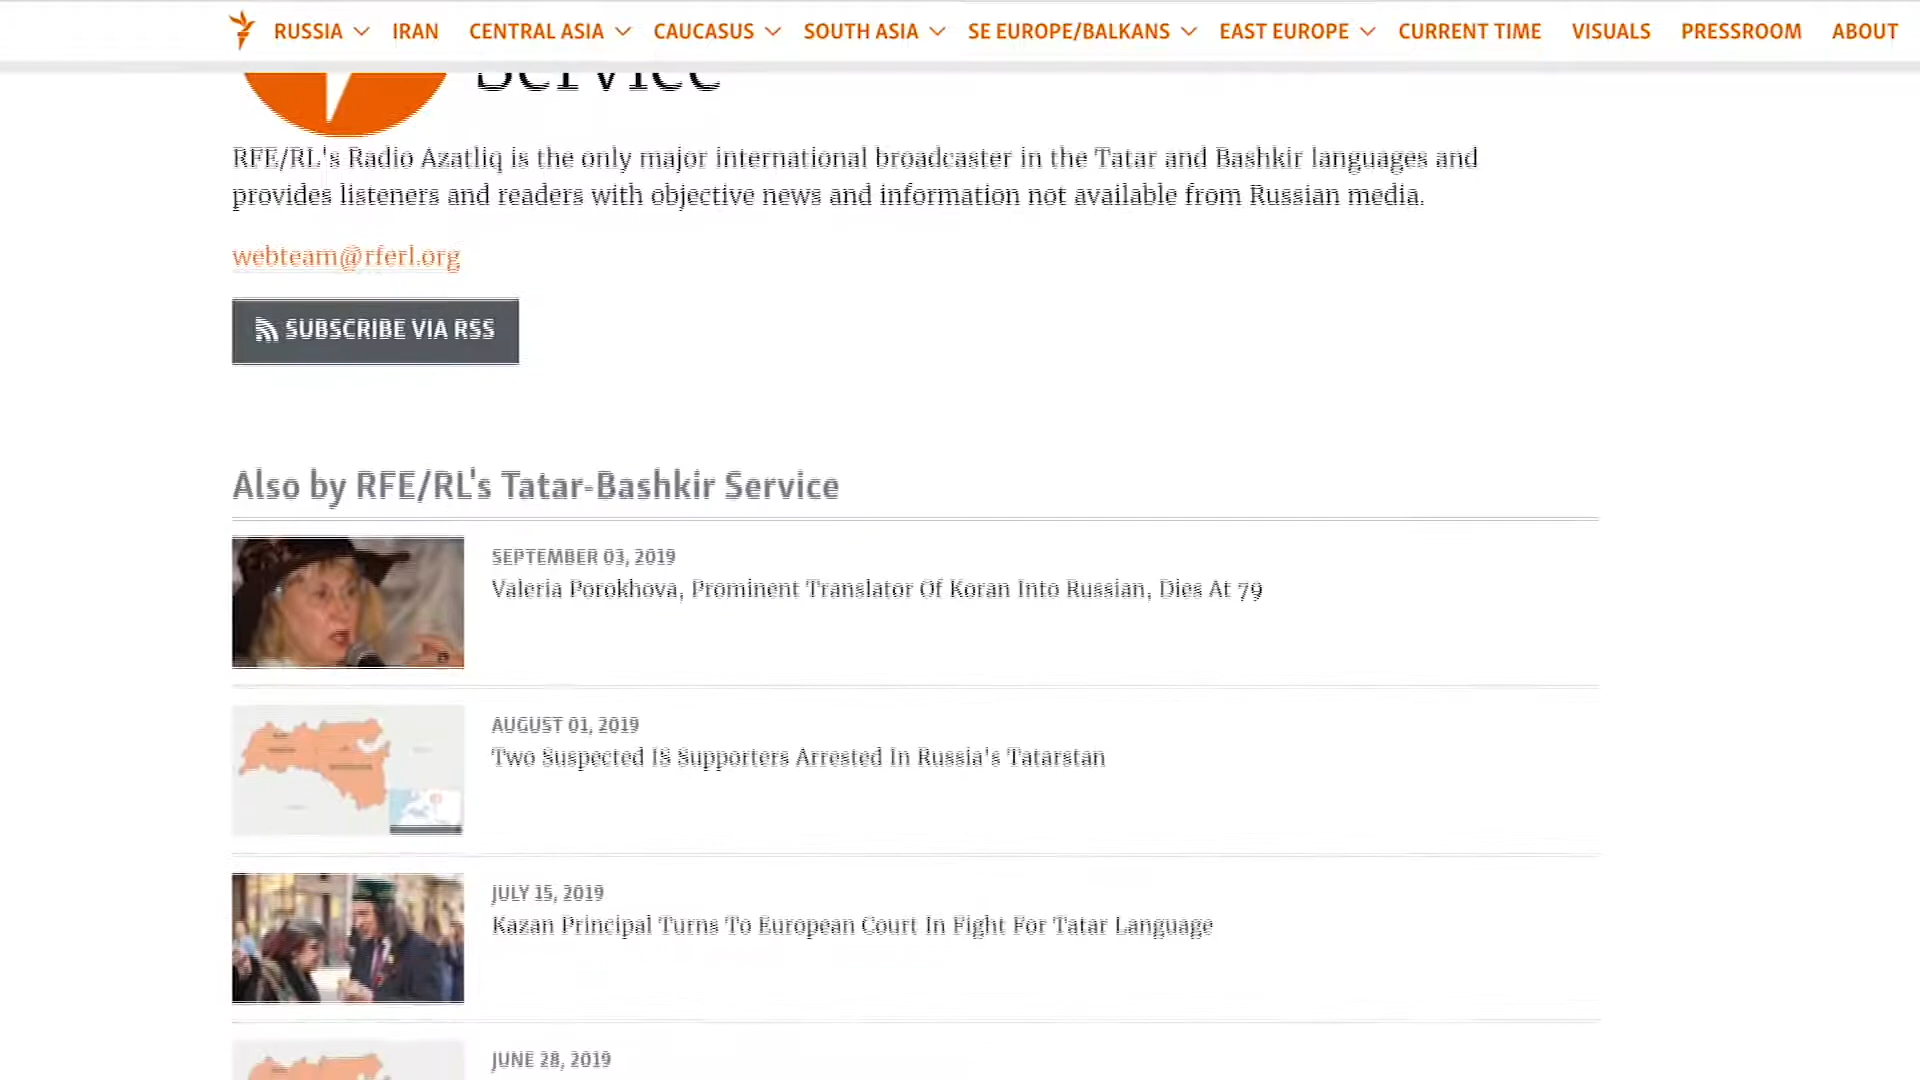 RUSSIA IRAN CENTRAL ASIA CAUCASUS SOUTH ASIA SE EUROPE/BALKANS EAST EUROPE CURRENT TIME VISUALS PRESSROOM ABOUT
Service
RFE/RL's Radio Azatliq is the only major international broadcaster in the Tatar and Bashkir languages and
provides listeners and readers with objective news and information not available from Russian media.
webteam@rferl.org
SUBSCRIBE VIA RSS
Also by RFE/RL's Tatar-Bashkir Service
SEPTEMBER 03, 2019
Valeria Porokhova, Prominent Translator Of Koran Into Russian, Dies At 79
AUGUST 01, 2019
Two Suspected IS Supporters Arrested In Russia's Tatarstan
JULY 15, 2019
Kazan Principal Turns To European Court In Fight For Tatar Language
JUNE 28, 2019